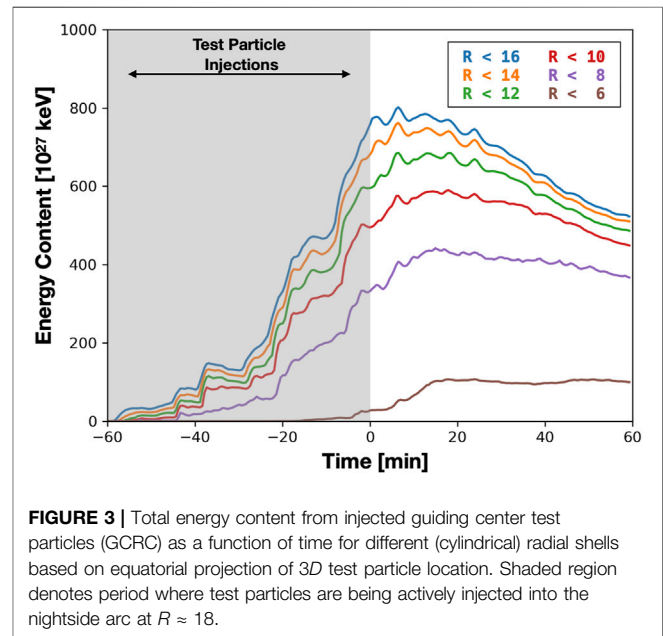 1000
800
600
400
200
0
Energy Content [10²⁷ keV]
Test Particle
Injections
R < 16 R < 10
R < 14 R < 8
R < 12 R < 6
−60 −40 −20 0 20 40 60
Time [min]
FIGURE 3 | Total energy content from injected guiding center test
particles (GCRC) as a function of time for different (cylindrical) radial shells
based on equatorial projection of 3D test particle location. Shaded region
denotes period where test particles are being actively injected into the
nightside arc at R ≈ 18.